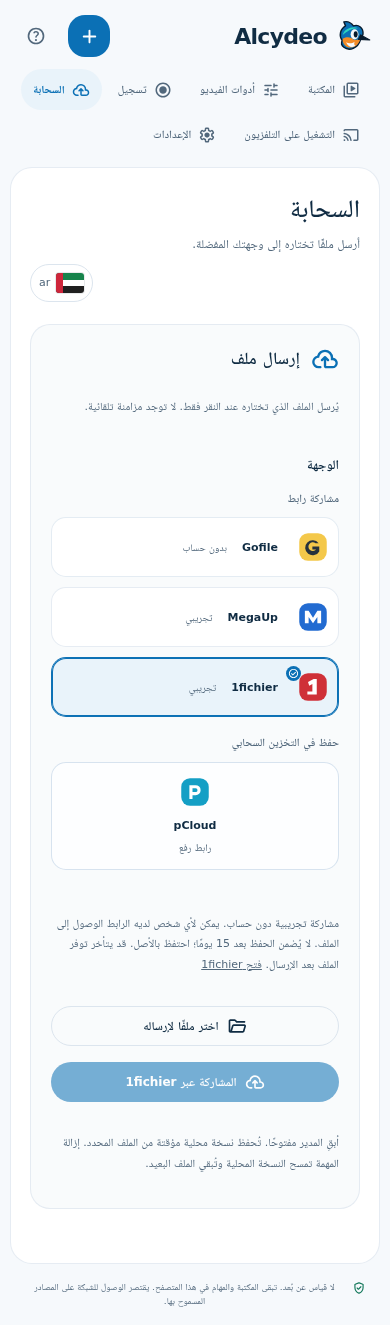 Alcydeo
المكتبة
أدوات الفيديو
تسجيل
السحابة
التشغيل على التلفزيون
الإعدادات
السحابة
أرسل ملفًا تختاره إلى وجهتك المفضلة.
ar
إرسال ملف
يُرسل الملف الذي تختاره عند النقر فقط. لا توجد مزامنة تلقائية.
الوجهة
مشاركة رابط
G Gofile بدون حساب
M MegaUp تجريبي
1 1fichier تجريبي
حفظ في التخزين السحابي
P
pCloud
رابط رفع
مشاركة تجريبية دون حساب. يمكن لأي شخص لديه الرابط الوصول إلى
الملف. لا يُضمن الحفظ بعد 15 يومًا؛ احتفظ بالأصل. قد يتأخر توفر
الملف بعد الإرسال. فتح 1fichier
اختر ملفًا لإرساله
المشاركة عبر 1fichier
أبقِ المدير مفتوحًا. تُحفظ نسخة محلية مؤقتة من الملف المحدد. إزالة
المهمة تمسح النسخة المحلية وتُبقي الملف البعيد.
لا قياس عن بُعد. تبقى المكتبة والمهام في هذا المتصفح. يقتصر الوصول للشبكة على المصادر
المسموح بها.